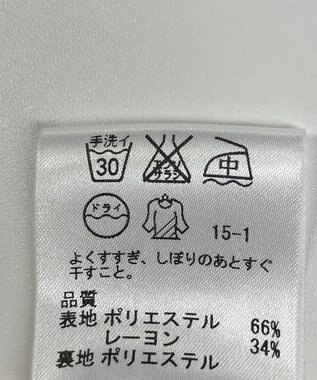 手洗イ
30
エンソ
サラシ
中
ドライ
15-1
よくすすぎ、しぼりのあとすぐ
干すこと。
品質
表地 ポリエステル 66%
レーヨン 34%
裏地 ポリエステル